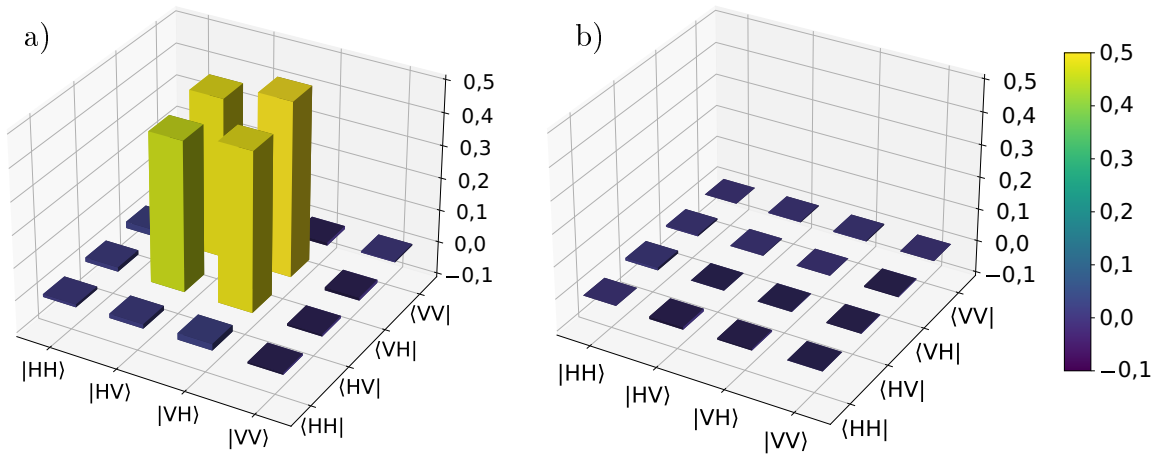 a)
0,5
0,4
0,3
0,2
0,1
0,0
−0,1
|HH⟩
|HV⟩
|VH⟩
|VV⟩
⟨HH|
⟨HV|
⟨VH|
⟨VV|
b)
0,5
0,4
0,3
0,2
0,1
0,0
−0,1
|HH⟩
|HV⟩
|VH⟩
|VV⟩
⟨HH|
⟨HV|
⟨VH|
⟨VV|
0,5
0,4
0,3
0,2
0,1
0,0
−0,1